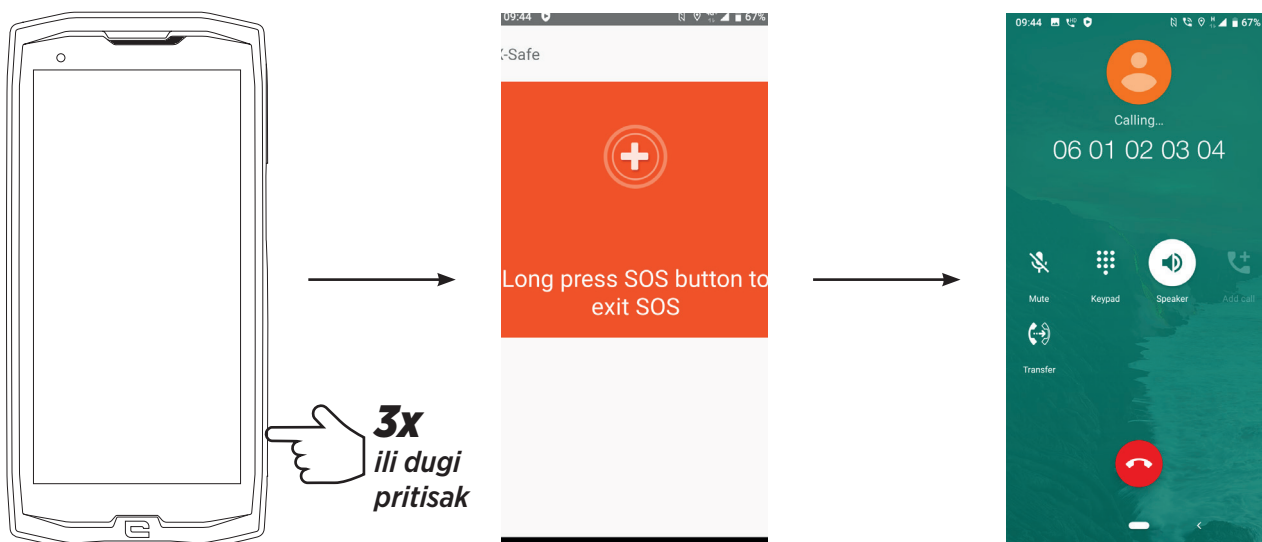 3x
ili dugi
pritisak
09:44 67%
X-Safe
Long press SOS button to
exit SOS
09:44 67%
Calling...
06 01 02 03 04
Mute Keypad Speaker Add call
Transfer